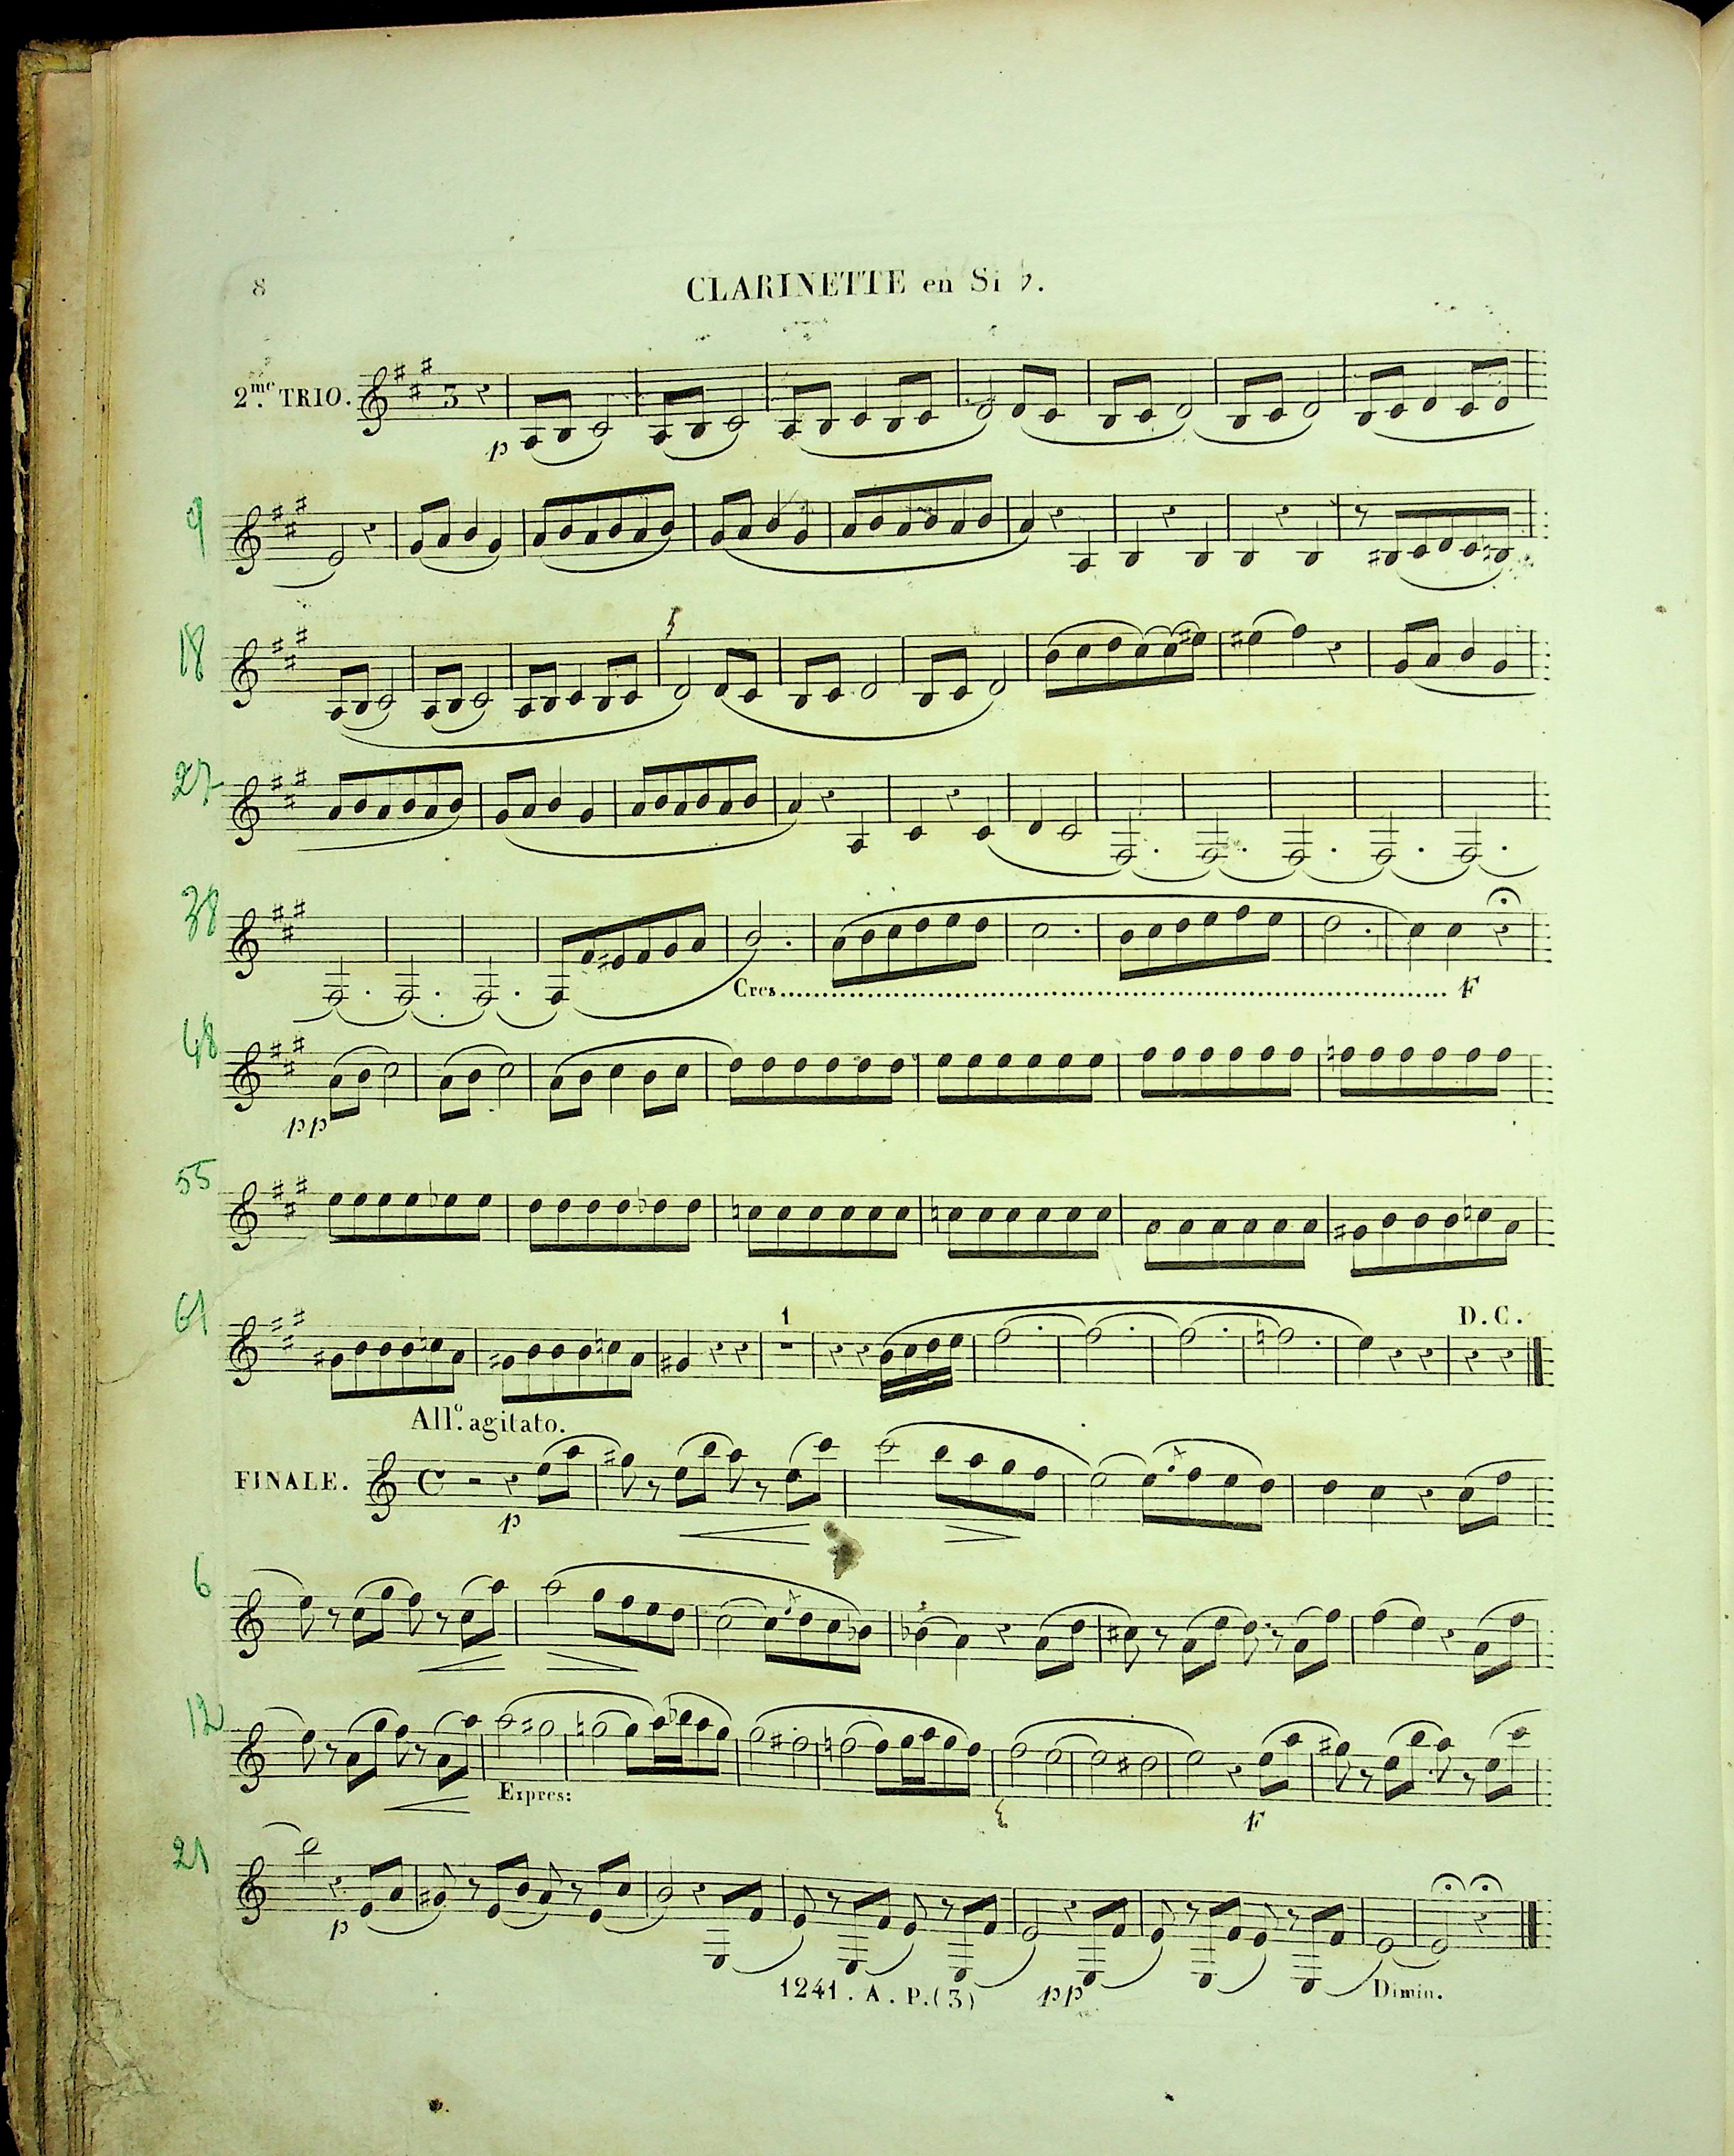 8
CLARINETTE en Si ♭.
2.me TRIO.
3
p
9
18
27
38
Cres............ F
48
pp
55
61
1
D.C.
All.o agitato.
FINALE.
C
p
6
12
Expres:
F
21
p
pp
Dimin.
1241. A. P. (3)